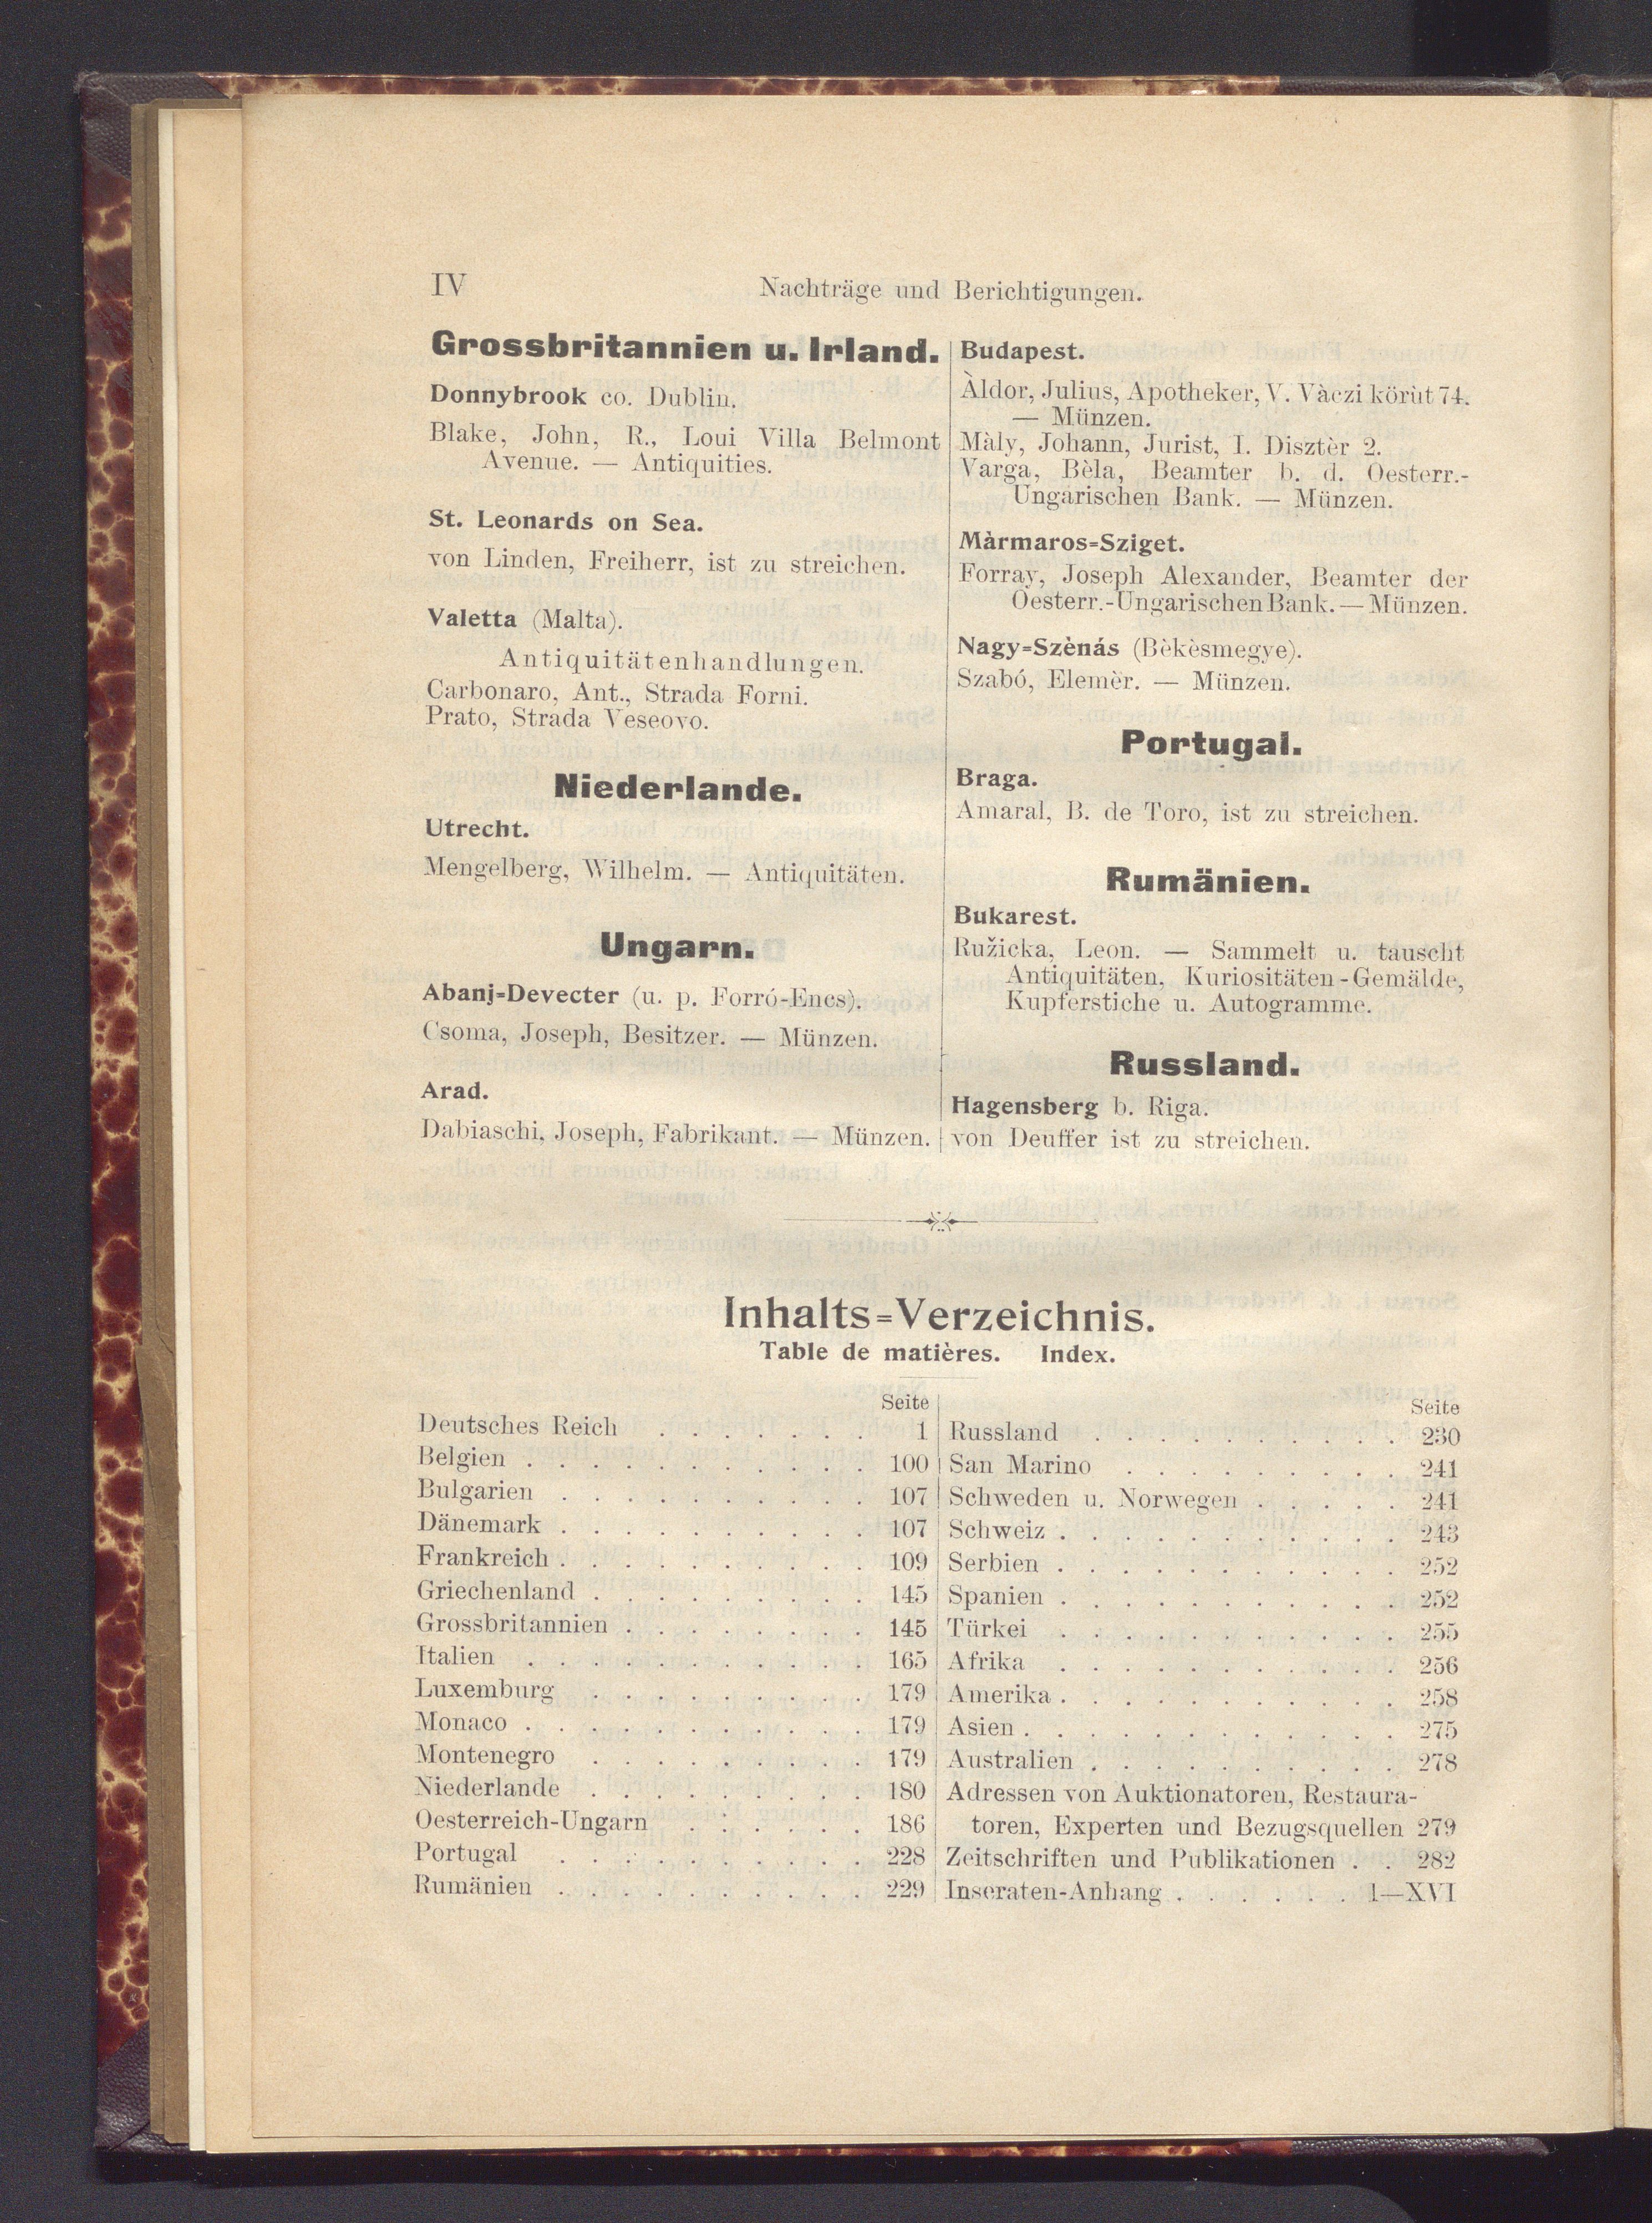 IV
Nachträge und Berichtigungen.
Grossbritannien u. Irland.
Donnybrook co. Dublin.
Blake, John, R., Loui Villa Belmont
Avenue. — Antiquities.
St. Leonards on Sea.
von Linden, Freiherr, ist zu streichen.
Valetta (Malta).
Antiquitätenhandlungen.
Carbonaro, Ant., Strada Forni.
Prato, Strada Veseovo.
Niederlande.
Utrecht.
Mengelberg, Wilhelm. — Antiquitäten.
Ungarn.
Abanj=Devecter (u. p. Forró-Encs).
Csoma, Joseph, Besitzer. — Münzen.
Arad.
Dabiaschi, Joseph, Fabrikant. — Münzen.
Budapest.
Àldor, Julius, Apotheker, V. Vàczi körùt 74.
— Münzen.
Màly, Johann, Jurist, I. Disztèr 2.
Varga, Bèla, Beamter b. d. Oesterr.-
Ungarischen Bank. — Münzen.
Màrmaros=Sziget.
Forray, Joseph Alexander, Beamter der
Oesterr.-Ungarischen Bank. — Münzen.
Nagy=Szènás (Bèkèsmegye).
Szabó, Elemèr. — Münzen.
Portugal.
Braga.
Amaral, B. de Toro, ist zu streichen.
Rumänien.
Bukarest.
Ružicka, Leon. — Sammelt u. tauscht
Antiquitäten, Kuriositäten-Gemälde,
Kupferstiche u. Autogramme.
Russland.
Hagensberg b. Riga.
von Deuffer ist zu streichen.
Inhalts=Verzeichnis.
Table de matières. Index.
Seite
Deutsches Reich . . . . . . . 1
Belgien . . . . . . . . . . . 100
Bulgarien . . . . . . . . . . 107
Dänemark . . . . . . . . . . 107
Frankreich . . . . . . . . . . 109
Griechenland . . . . . . . . . 145
Grossbritannien . . . . . . . . 145
Italien . . . . . . . . . . . 165
Luxemburg . . . . . . . . . 179
Monaco . . . . . . . . . . . 179
Montenegro . . . . . . . . . 179
Niederlande . . . . . . . . . 180
Oesterreich-Ungarn . . . . . . 186
Portugal . . . . . . . . . . 228
Rumänien . . . . . . . . . . 229
Seite
Russland . . . . . . . . . . 230
San Marino . . . . . . . . . 241
Schweden u. Norwegen . . . . . 241
Schweiz . . . . . . . . . . . 243
Serbien . . . . . . . . . . . 252
Spanien . . . . . . . . . . . 252
Türkei . . . . . . . . . . . 255
Afrika . . . . . . . . . . . 256
Amerika . . . . . . . . . . . 258
Asien . . . . . . . . . . . . 275
Australien . . . . . . . . . . 278
Adressen von Auktionatoren, Restaura-
toren, Experten und Bezugsquellen 279
Zeitschriften und Publikationen . . 282
Inseraten-Anhang . . . . . . I—XVI